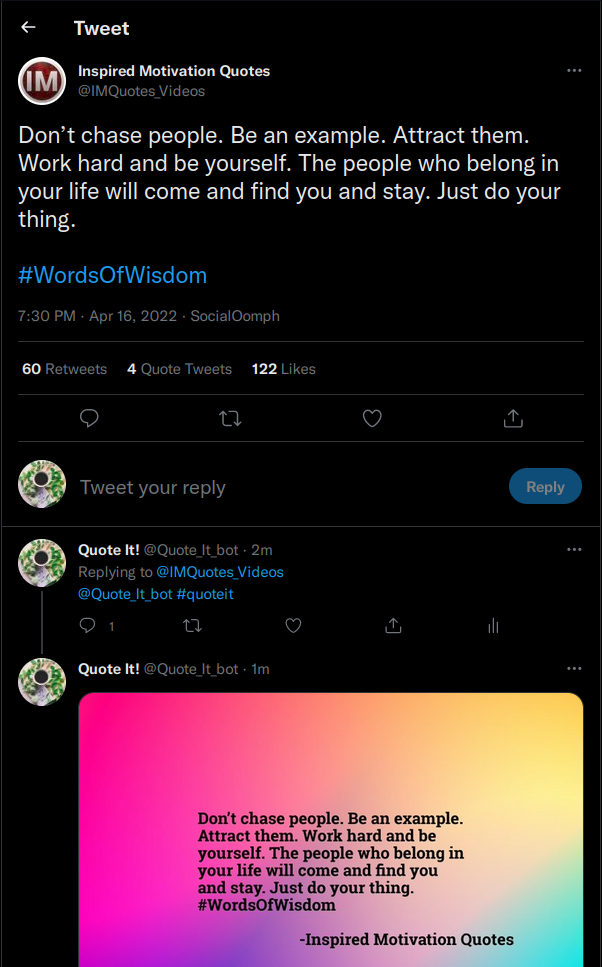 Tweet
IM
Inspired Motivation Quotes
@IMQuotes_Videos
Don’t chase people. Be an example. Attract them.
Work hard and be yourself. The people who belong in
your life will come and find you and stay. Just do your
thing.
#WordsOfWisdom
7:30 PM · Apr 16, 2022 · SocialOomph
60 Retweets 4 Quote Tweets 122 Likes
Tweet your reply
Reply
Quote It! @Quote_It_bot · 2m
Replying to @IMQuotes_Videos
@Quote_It_bot #quoteit
1
Quote It! @Quote_It_bot · 1m
Don't chase people. Be an example.
Attract them. Work hard and be
yourself. The people who belong in
your life will come and find you
and stay. Just do your thing.
#WordsOfWisdom
-Inspired Motivation Quotes